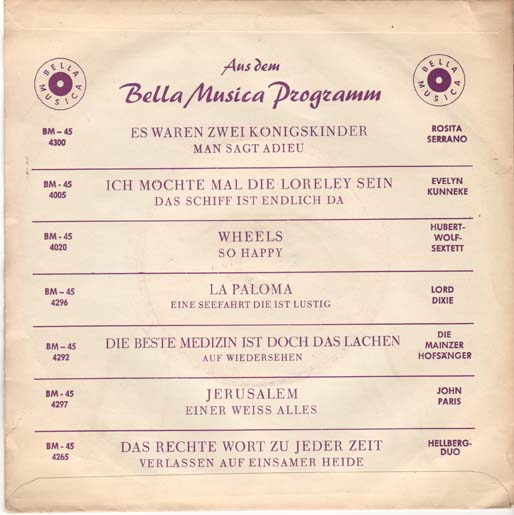 BELLA MUSICA
Aus dem
BELLA MUSICA
Bella Musica Programm
BM – 45
4300
ES WAREN ZWEI KÖNIGSKINDER
MAN SAGT ADIEU
ROSITA
SERRANO
BM - 45
4005
ICH MÖCHTE MAL DIE LORELEY SEIN
DAS SCHIFF IST ENDLICH DA
EVELYN
KUNNEKE
BM - 45
4020
WHEELS
SO HAPPY
HUBERT-
WOLF-
SEXTETT
BM – 45
4296
LA PALOMA
EINE SEEFAHRT DIE IST LUSTIG
LORD
DIXIE
BM – 45
4292
DIE BESTE MEDIZIN IST DOCH DAS LACHEN
AUF WIEDERSEHEN
DIE
MAINZER
HOFSÄNGER
BM - 45
4297
JERUSALEM
EINER WEISS ALLES
JOHN
PARIS
BM - 45
4265
DAS RECHTE WORT ZU JEDER ZEIT
VERLASSEN AUF EINSAMER HEIDE
HELLBERG-
DUO